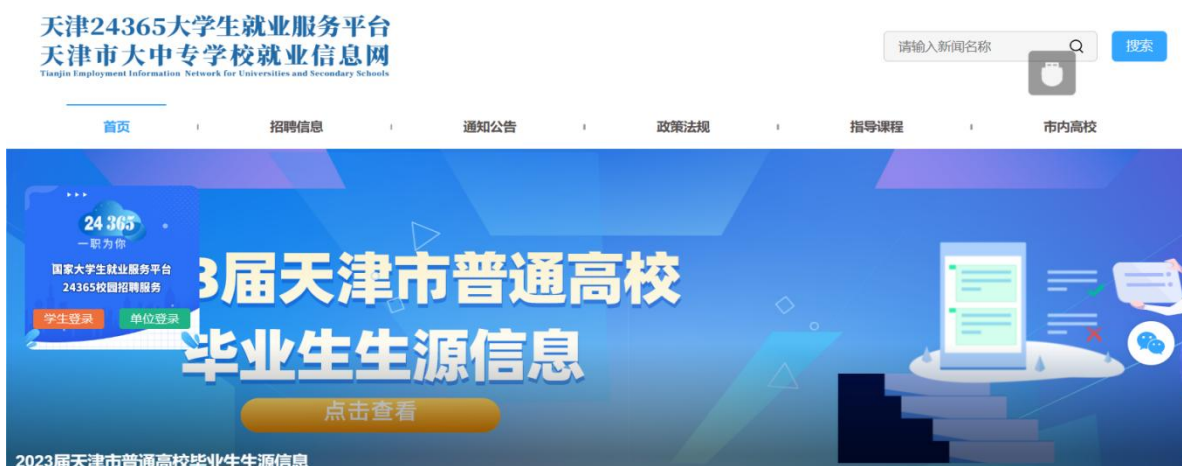 天津24365大学生就业服务平台
天津市大中专学校就业信息网
Tianjin Employment Information Network for Universities and Secondary Schools
请输入新闻名称
搜索
首页
招聘信息
通知公告
政策法规
指导课程
市内高校
24 365
一职为你
国家大学生就业服务平台
24365校园招聘服务
学生登录
单位登录
3届天津市普通高校
毕业生生源信息
点击查看
2023届天津市普通高校毕业生生源信息